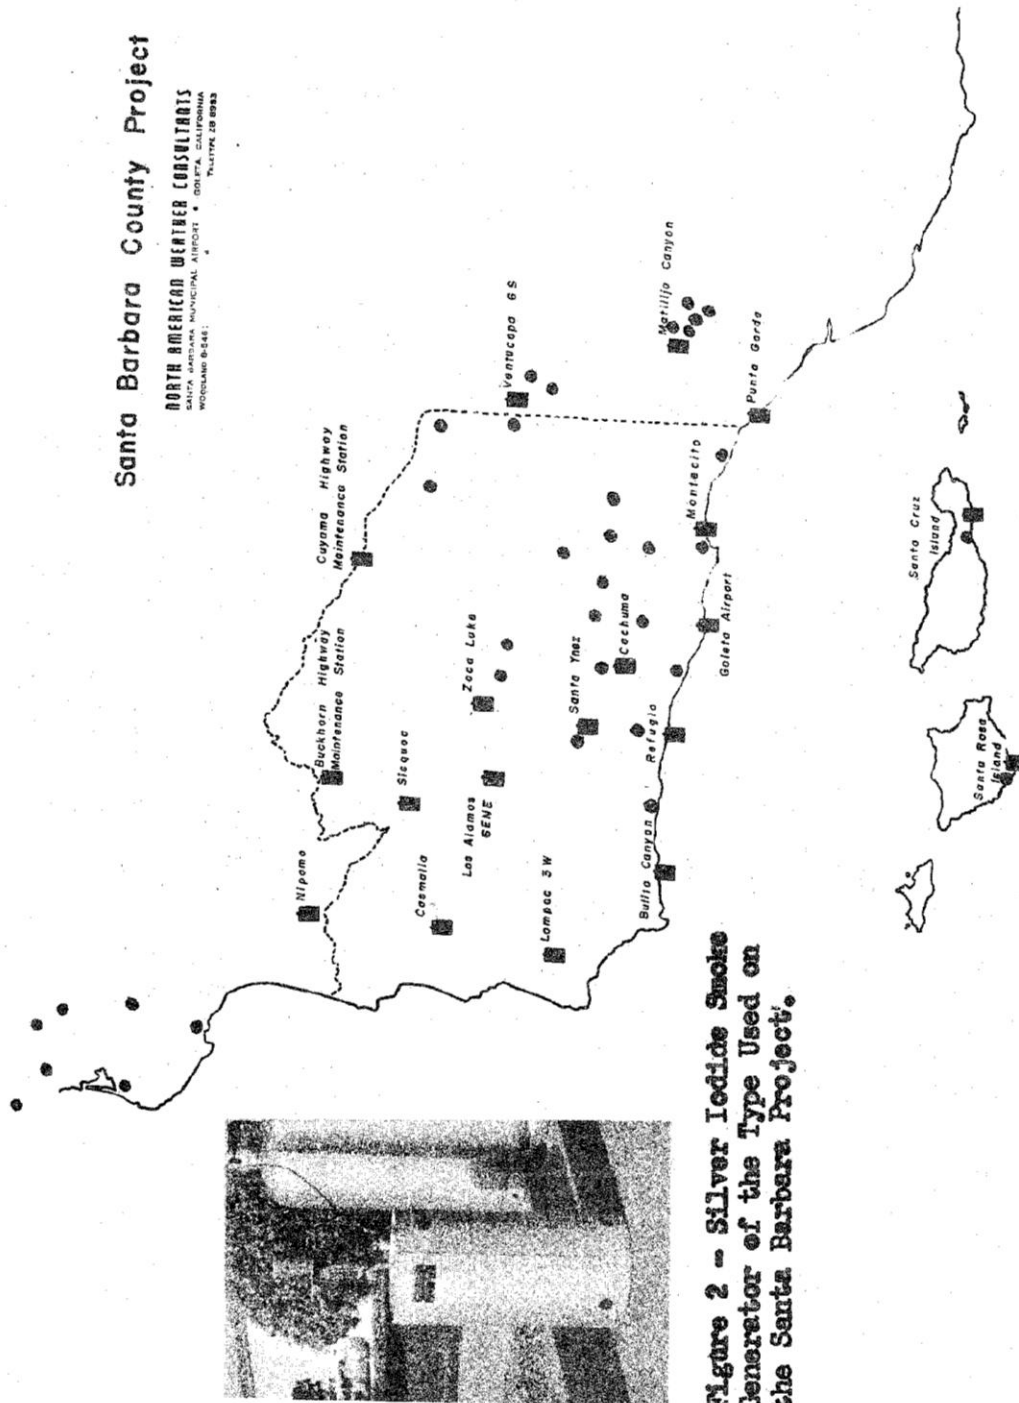 Santa Barbara County Project
NORTH AMERICAN WEATHER CONSULTANTS
SANTA BARBARA MUNICIPAL AIRPORT • GOLETA, CALIFORNIA
Cuyama Highway
Maintenance Station
Buckhorn Highway
Maintenance Station
Nipomo
Sisquoc
Casmalia
Zaca Lake
Los Alamos
6ENE
Lompoc 3W
Ventucopa GS
Matilija Canyon
Santa Ynez
Cachuma
Montecito
Punta Gorda
Goleta Airport
Refugio
Bulito Canyon
Santa Cruz
Island
Santa Rosa
Island
Figure 2 - Silver Iodide Smoke
Generator of the Type Used on
the Santa Barbara Project.